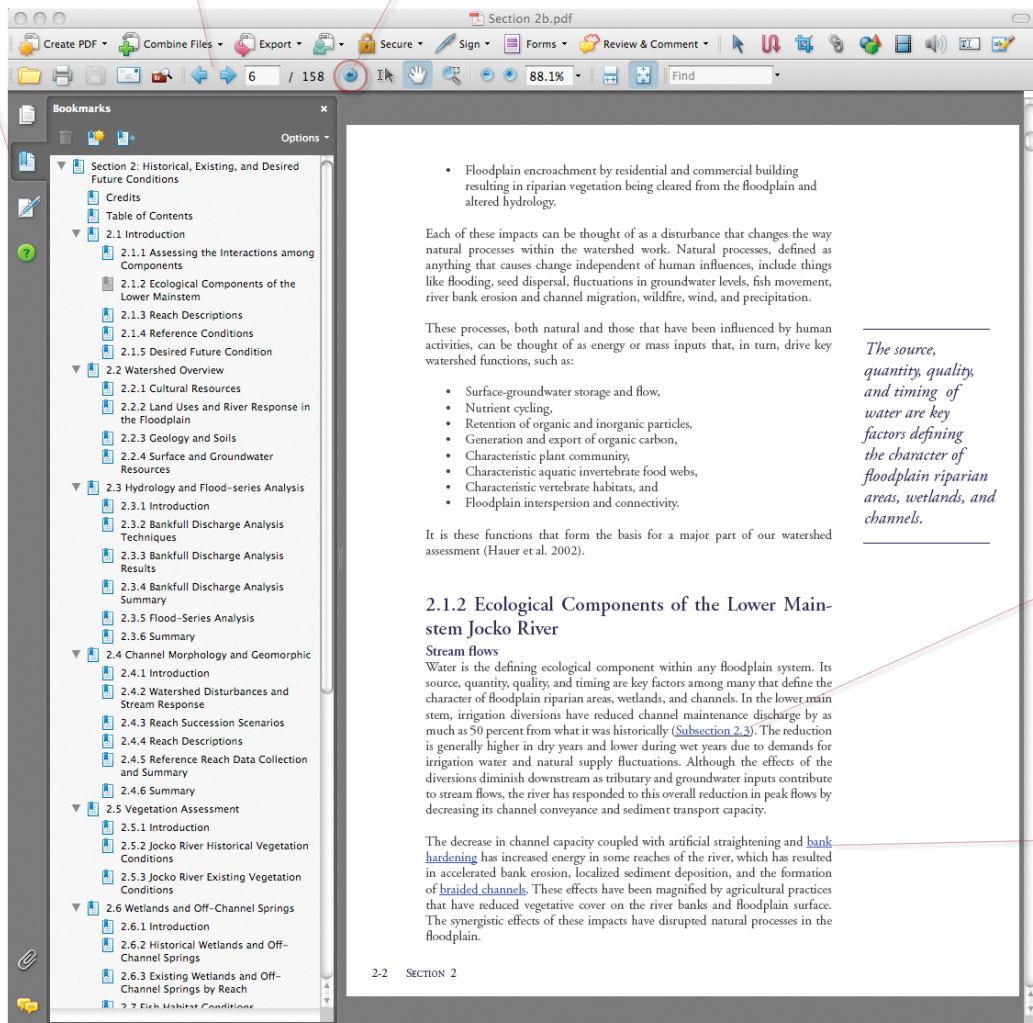 Section 2b.pdf
Create PDF
Combine Files
Export
Secure
Sign
Forms
Review & Comment
6 / 158
88.1%
Find
Bookmarks
Options
Section 2: Historical, Existing, and Desired
Future Conditions
Credits
Table of Contents
2.1 Introduction
2.1.1 Assessing the Interactions among
Components
2.1.2 Ecological Components of the
Lower Mainstem
2.1.3 Reach Descriptions
2.1.4 Reference Conditions
2.1.5 Desired Future Condition
2.2 Watershed Overview
2.2.1 Cultural Resources
2.2.2 Land Uses and River Response in
the Floodplain
2.2.3 Geology and Soils
2.2.4 Surface and Groundwater
Resources
2.3 Hydrology and Flood-series Analysis
2.3.1 Introduction
2.3.2 Bankfull Discharge Analysis
Techniques
2.3.3 Bankfull Discharge Analysis
Results
2.3.4 Bankfull Discharge Analysis
Summary
2.3.5 Flood-Series Analysis
2.3.6 Summary
2.4 Channel Morphology and Geomorphic
2.4.1 Introduction
2.4.2 Watershed Disturbances and
Stream Response
2.4.3 Reach Succession Scenarios
2.4.4 Reach Descriptions
2.4.5 Reference Reach Data Collection
and Summary
2.4.6 Summary
2.5 Vegetation Assessment
2.5.1 Introduction
2.5.2 Jocko River Historical Vegetation
Conditions
2.5.3 Jocko River Existing Vegetation
Conditions
2.6 Wetlands and Off-Channel Springs
2.6.1 Introduction
2.6.2 Historical Wetlands and Off-
Channel Springs
2.6.3 Existing Wetlands and Off-
Channel Springs by Reach
2.7 Fish Habitat Conditions
• Floodplain encroachment by residential and commercial building
resulting in riparian vegetation being cleared from the floodplain and
altered hydrology.
Each of these impacts can be thought of as a disturbance that changes the way
natural processes within the watershed work. Natural processes, defined as
anything that causes change independent of human influences, include things
like flooding, seed dispersal, fluctuations in groundwater levels, fish movement,
river bank erosion and channel migration, wildfire, wind, and precipitation.
These processes, both natural and those that have been influenced by human
activities, can be thought of as energy or mass inputs that, in turn, drive key
watershed functions, such as:
• Surface-groundwater storage and flow,
• Nutrient cycling,
• Retention of organic and inorganic particles,
• Generation and export of organic carbon,
• Characteristic plant community,
• Characteristic aquatic invertebrate food webs,
• Characteristic vertebrate habitats, and
• Floodplain interspersion and connectivity.
It is these functions that form the basis for a major part of our watershed
assessment (Hauer et al. 2002).
The source,
quantity, quality,
and timing of
water are key
factors defining
the character of
floodplain riparian
areas, wetlands, and
channels.
2.1.2 Ecological Components of the Lower Main-
stem Jocko River
Stream flows
Water is the defining ecological component within any floodplain system. Its
source, quantity, quality, and timing are key factors among many that define the
character of floodplain riparian areas, wetlands, and channels. In the lower main
stem, irrigation diversions have reduced channel maintenance discharge by as
much as 50 percent from what it was historically (Subsection 2.3). The reduction
is generally higher in dry years and lower during wet years due to demands for
irrigation water and natural supply fluctuations. Although the effects of the
diversions diminish downstream as tributary and groundwater inputs contribute
to stream flows, the river has responded to this overall reduction in peak flows by
decreasing its channel conveyance and sediment transport capacity.
The decrease in channel capacity coupled with artificial straightening and bank
hardening has increased energy in some reaches of the river, which has resulted
in accelerated bank erosion, localized sediment deposition, and the formation
of braided channels. These effects have been magnified by agricultural practices
that have reduced vegetative cover on the river banks and floodplain surface.
The synergistic effects of these impacts have disrupted natural processes in the
floodplain.
2-2 SECTION 2